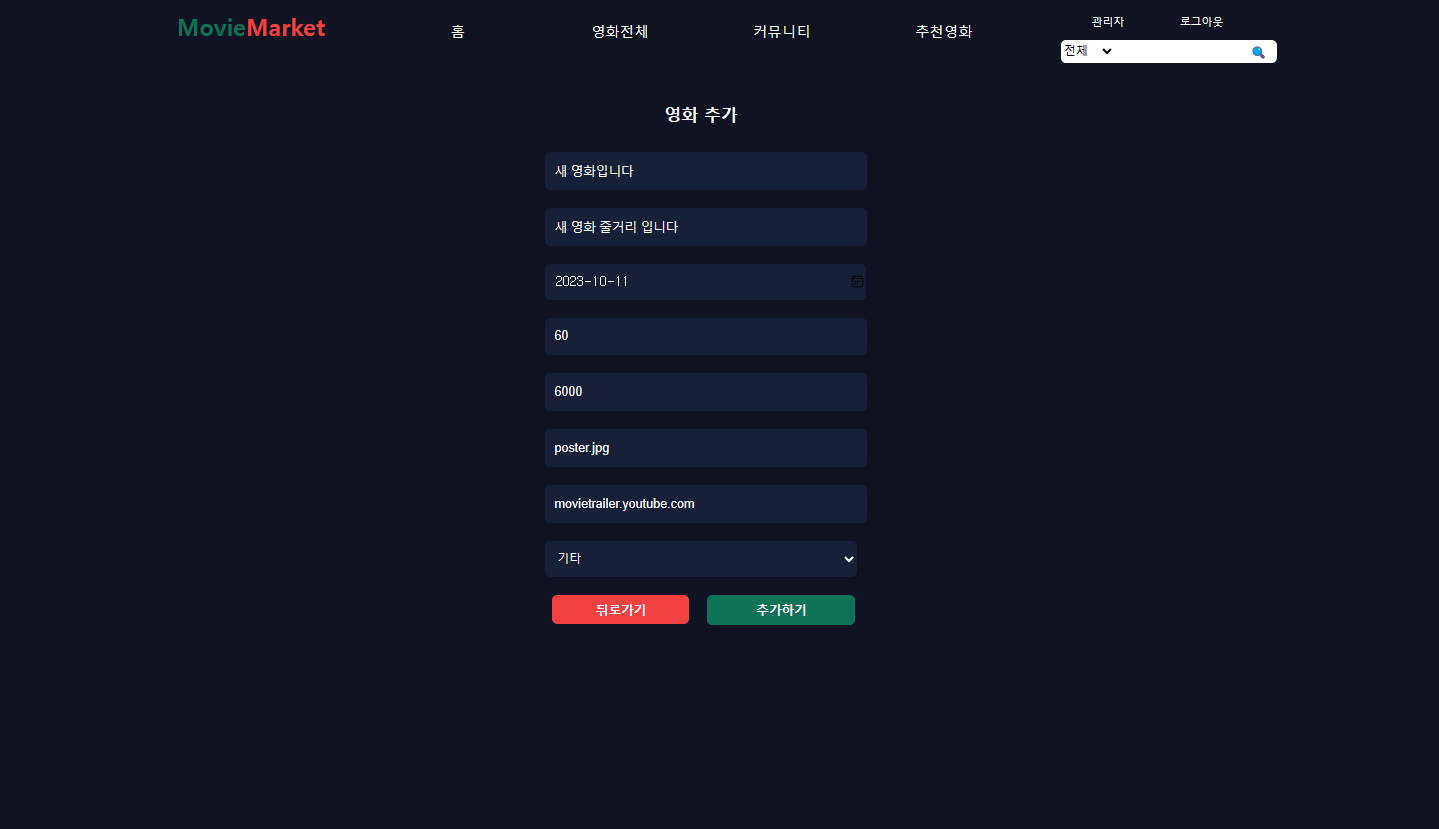 MovieMarket 홈 영화전체 커뮤니티 추천영화 관리자 로그아웃
전체
영화 추가
새 영화입니다
새 영화 줄거리 입니다
2023-10-11
60
6000
poster.jpg
movietrailer.youtube.com
기타
뒤로가기 추가하기